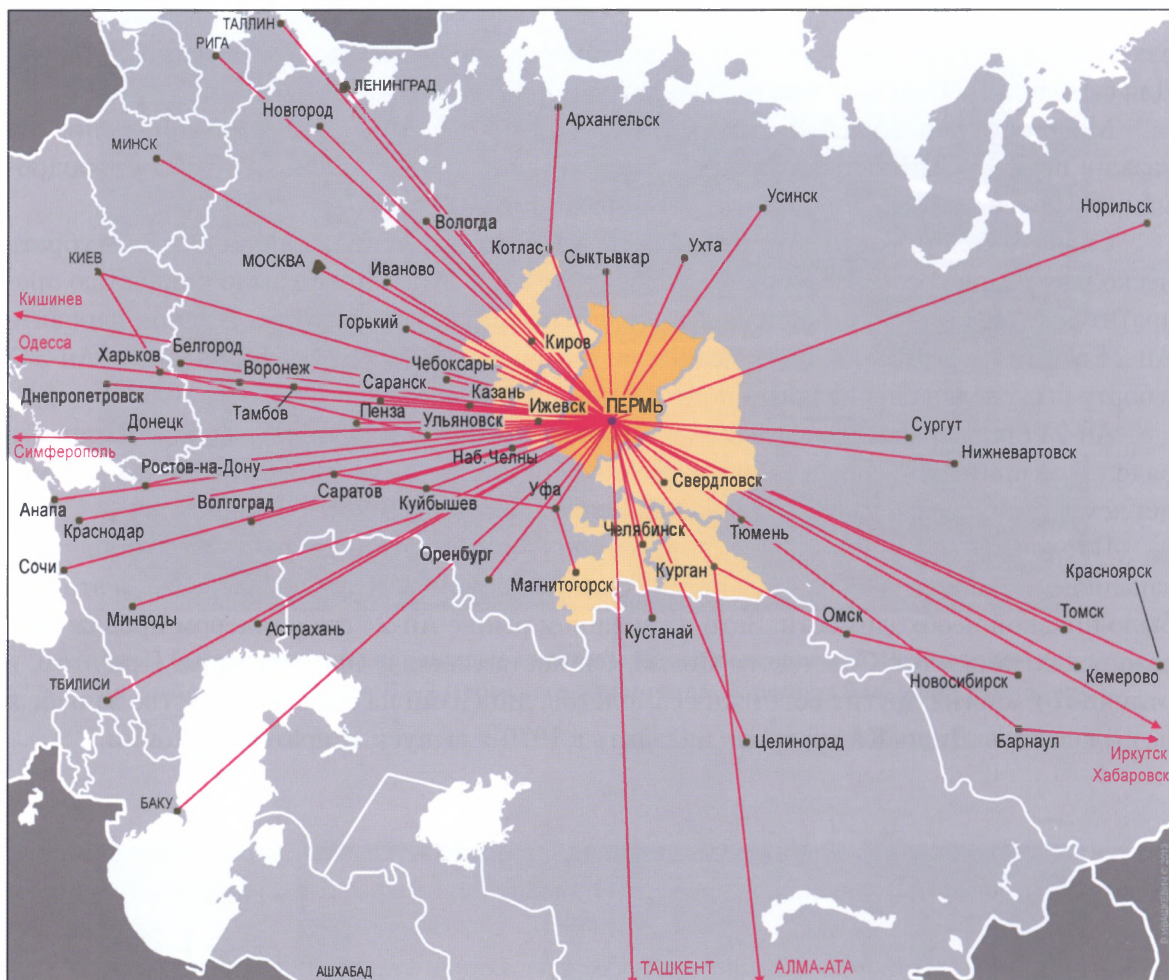 ТАЛЛИН
РИГА
ЛЕНИНГРАД
Новгород
Архангельск
МИНСК
Усинск
Норильск
Вологда
Котлас
Ухта
Сыктывкар
КИЕВ
МОСКВА
Иваново
Кишинев
Горький
Киров
Одесса
Харьков
Белгород
Чебоксары
Воронеж
Саранск
Казань
Днепропетровск
Тамбов
Пенза
Ульяновск
Ижевск
ПЕРМЬ
Донецк
Сургут
Симферополь
Наб. Челны
Нижневартовск
Ростов-на-Дону
Свердловск
Анапа
Волгоград
Саратов
Куйбышев
Уфа
Краснодар
Челябинск
Тюмень
Оренбург
Сочи
Магнитогорск
Курган
Красноярск
Минводы
Астрахань
Кустанай
Омск
Томск
ТБИЛИСИ
Новосибирск
Кемерово
Целиноград
Барнаул
Иркутск
Хабаровск
БАКУ
АШХАБАД
ТАШКЕНТ
АЛМА-АТА